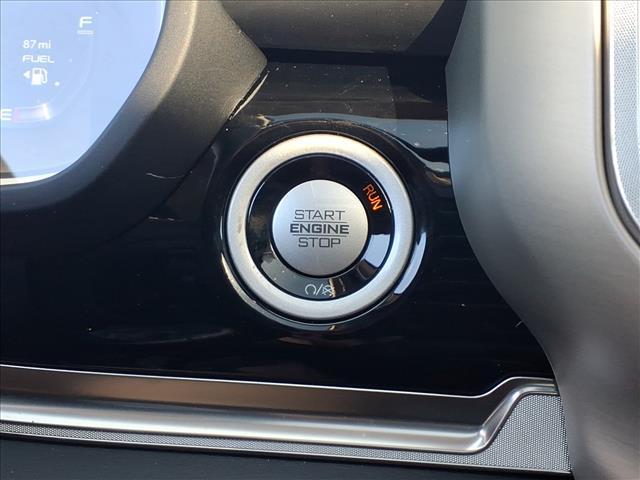 F
87 mi
FUEL
E
RUN
START
ENGINE
STOP